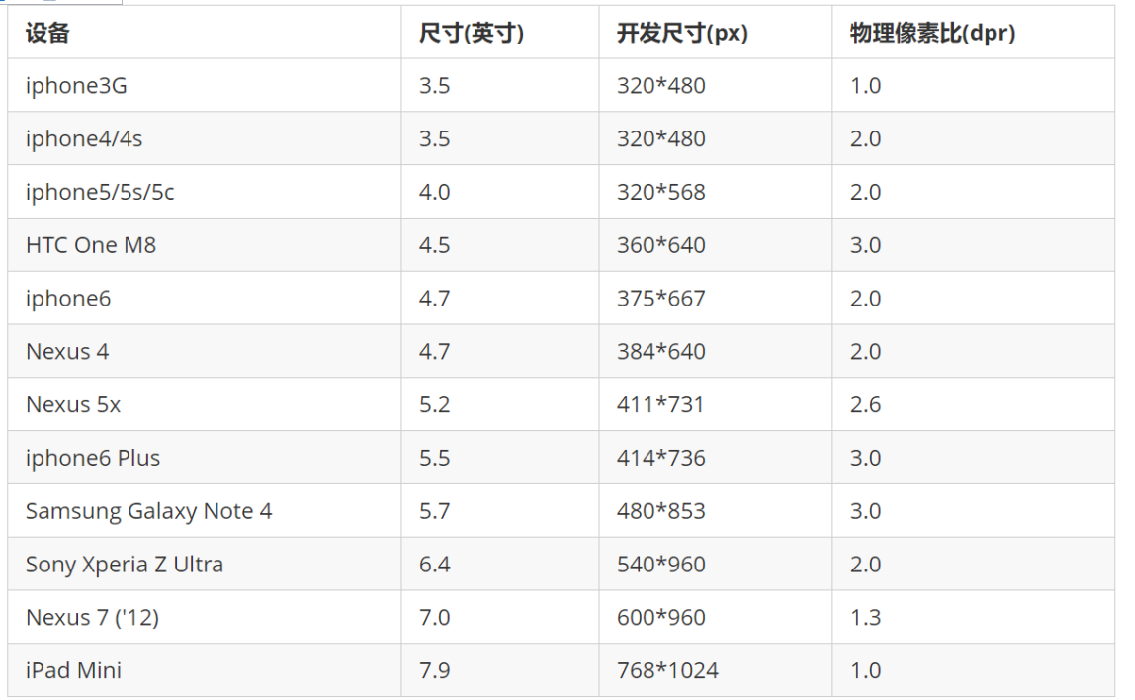 设备 尺寸(英寸) 开发尺寸(px) 物理像素比(dpr)
iphone3G 3.5 320*480 1.0
iphone4/4s 3.5 320*480 2.0
iphone5/5s/5c 4.0 320*568 2.0
HTC One M8 4.5 360*640 3.0
iphone6 4.7 375*667 2.0
Nexus 4 4.7 384*640 2.0
Nexus 5x 5.2 411*731 2.6
iphone6 Plus 5.5 414*736 3.0
Samsung Galaxy Note 4 5.7 480*853 3.0
Sony Xperia Z Ultra 6.4 540*960 2.0
Nexus 7 ('12) 7.0 600*960 1.3
iPad Mini 7.9 768*1024 1.0